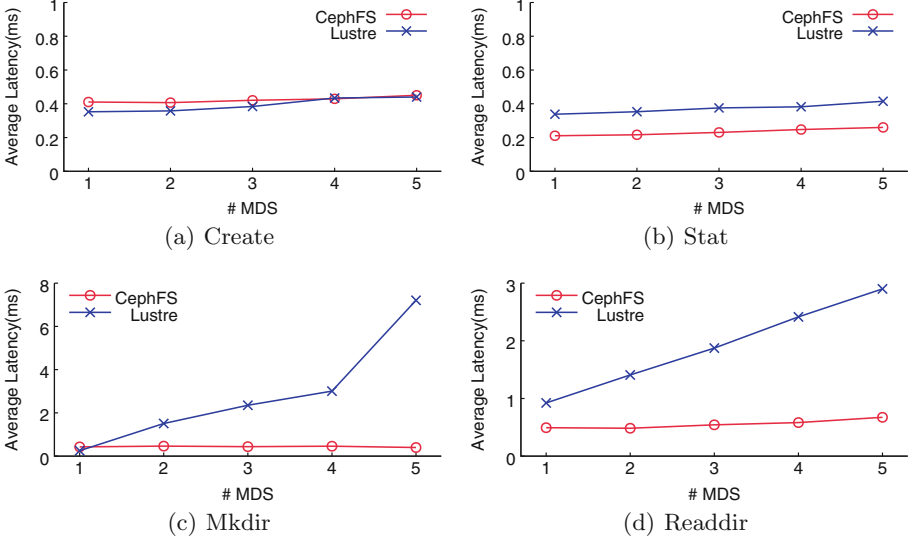 Average Latency(ms)
1
0.8
0.6
0.4
0.2
0
CephFS
Lustre
1 2 3 4 5
# MDS
(a) Create
Average Latency(ms)
1
0.8
0.6
0.4
0.2
0
CephFS
Lustre
1 2 3 4 5
# MDS
(b) Stat
Average Latency(ms)
8
6
4
2
0
CephFS
Lustre
1 2 3 4 5
# MDS
(c) Mkdir
Average Latency(ms)
3
2
1
0
CephFS
Lustre
1 2 3 4 5
# MDS
(d) Readdir